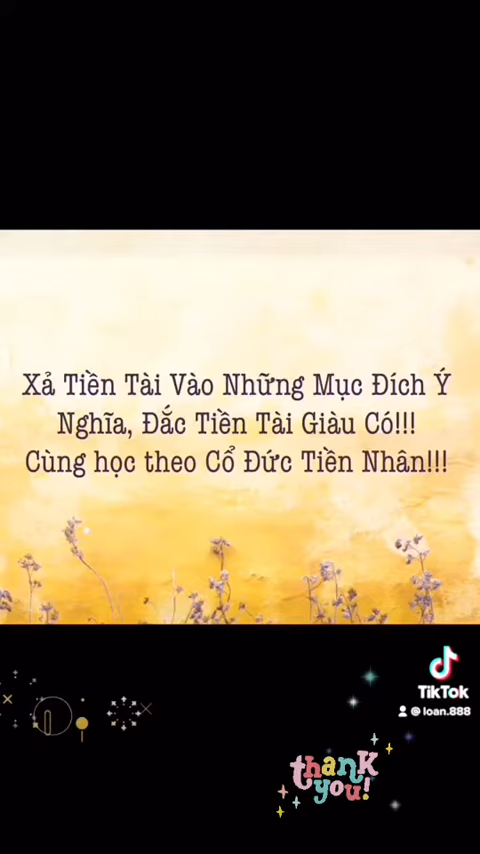 Xả Tiền Tài Vào Những Mục Đích Ý
Nghĩa, Đắc Tiền Tài Giàu Có!!!
Cùng học theo Cổ Đức Tiền Nhân!!!
TikTok
@loan.888
thank
you!